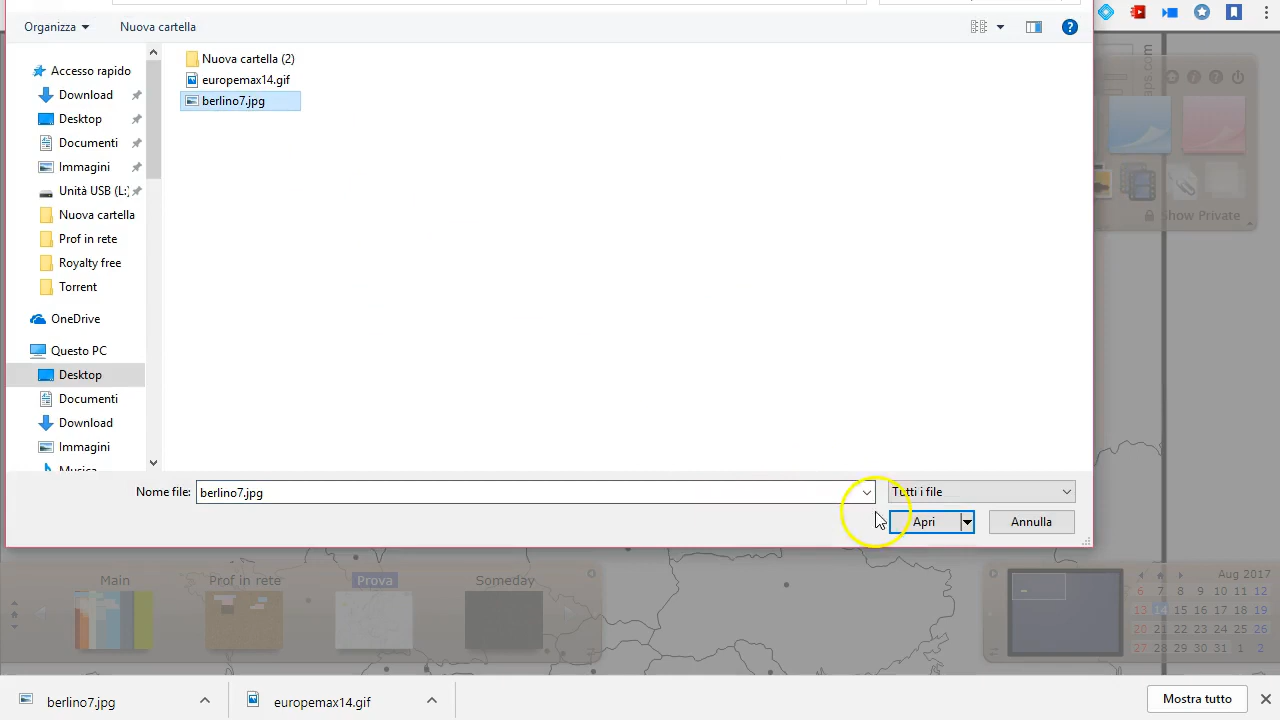 Organizza
Nuova cartella
Accesso rapido
Download
Desktop
Documenti
Immagini
Unità USB (L:)
Nuova cartella
Prof in rete
Royalty free
Torrent
OneDrive
Questo PC
Desktop
Documenti
Download
Immagini
Musica
Nuova cartella (2)
europemax14.gif
berlino7.jpg
aps.com
Show Private
Nome file:
berlino7.jpg
Tutti i file
Apri
Annulla
Main
Prof in rete
Prova
Someday
Aug 2017
6 7 8 9 10 11 12
13 14 15 16 17 18 19
20 21 22 23 24 25 26
27 28 29 30 31 1 2
berlino7.jpg
europemax14.gif
Mostra tutto